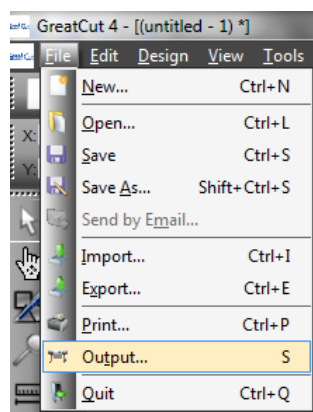 GreatCut 4 - [(untitled - 1) *]
File Edit Design View Tools
New... Ctrl+N
Open... Ctrl+L
Save Ctrl+S
Save As... Shift+Ctrl+S
Send by Email...
Import... Ctrl+I
Export... Ctrl+E
Print... Ctrl+P
Output... S
Quit Ctrl+Q
X:
Y: